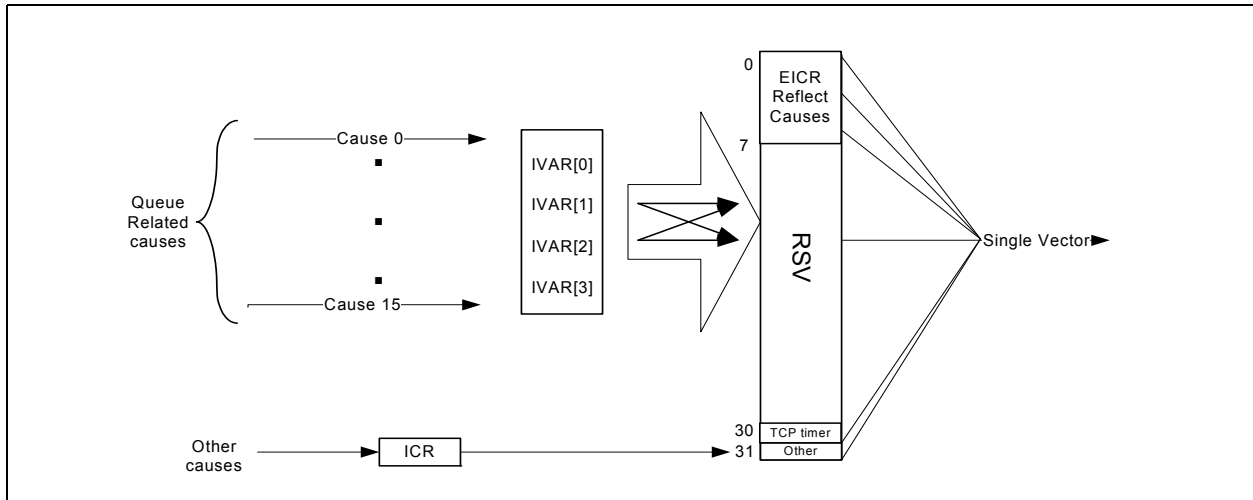 Queue
Related
causes
Cause 0
Cause 15
IVAR[0]
IVAR[1]
IVAR[2]
IVAR[3]
0
EICR
Reflect
Causes
7
RSV
Single Vector
30
TCP timer
31
Other
Other
causes
ICR